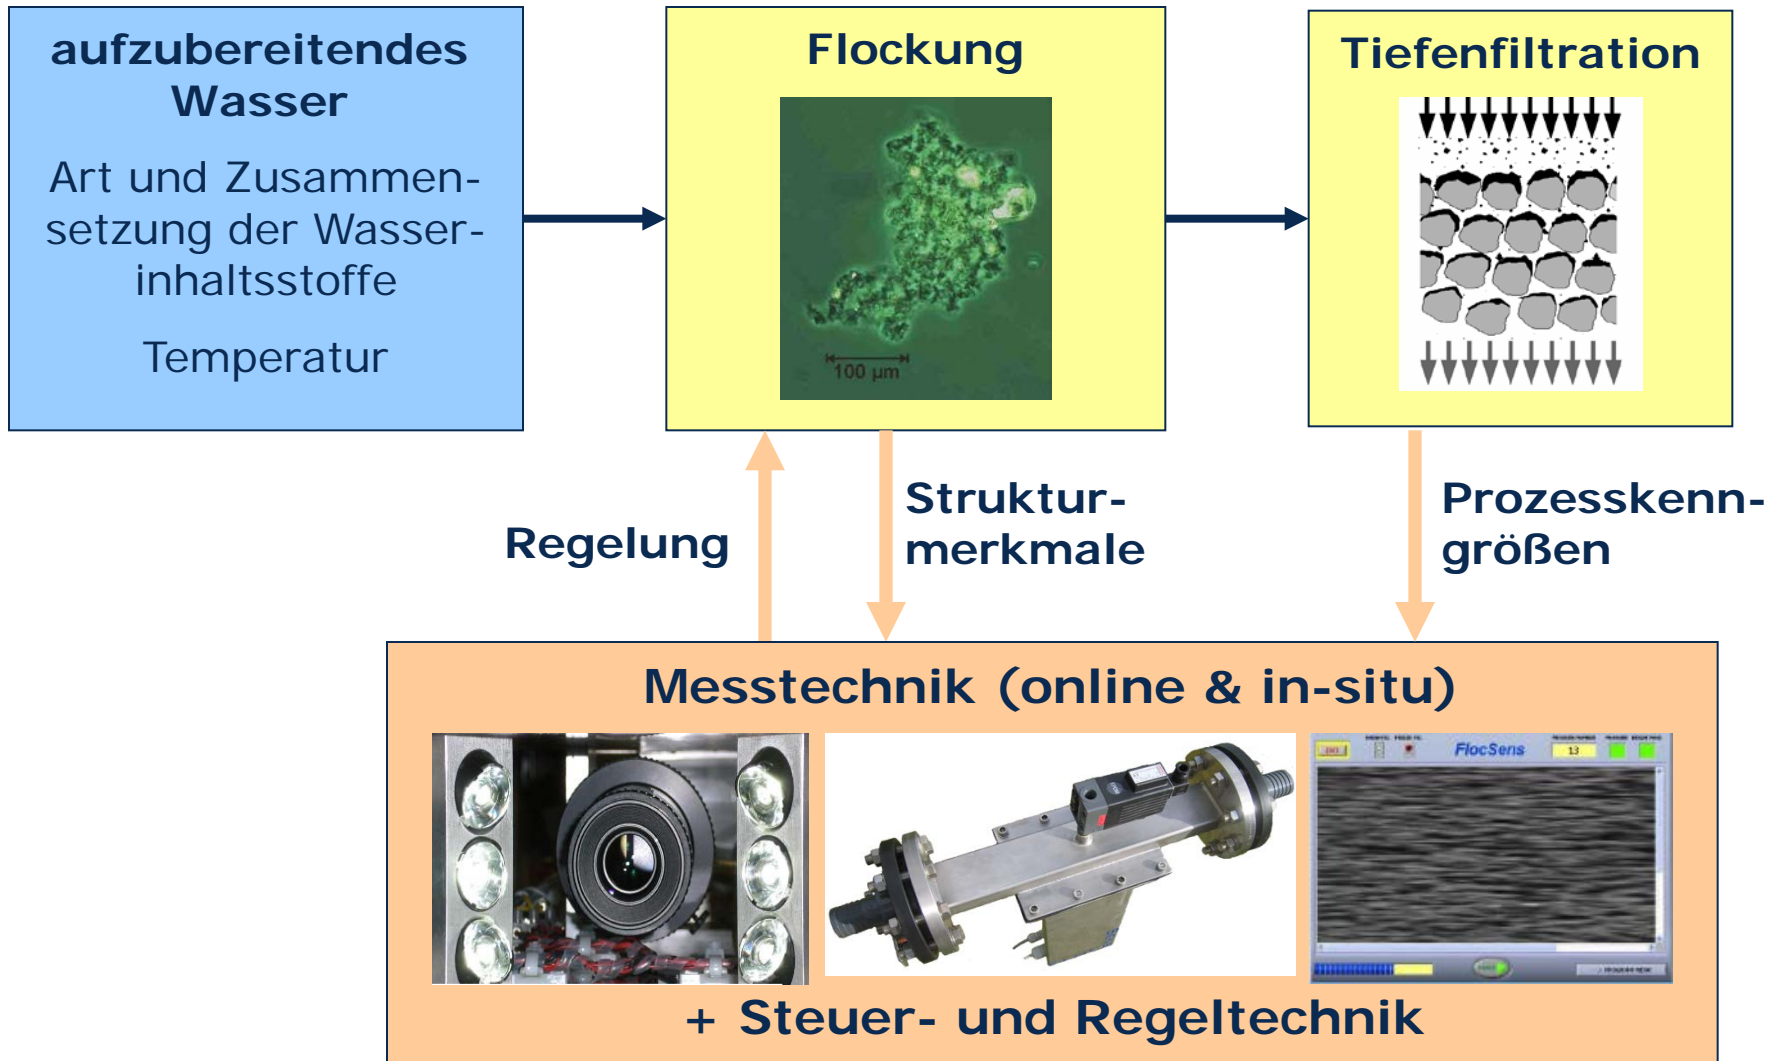 aufzubereitendes
Wasser
Art und Zusammen-
setzung der Wasser-
inhaltsstoffe
Temperatur
Flockung
100 µm
Tiefenfiltration
Regelung
Struktur-
merkmale
Prozesskenn-
größen
Messtechnik (online & in-situ)
FlocSens
13
+ Steuer- und Regeltechnik